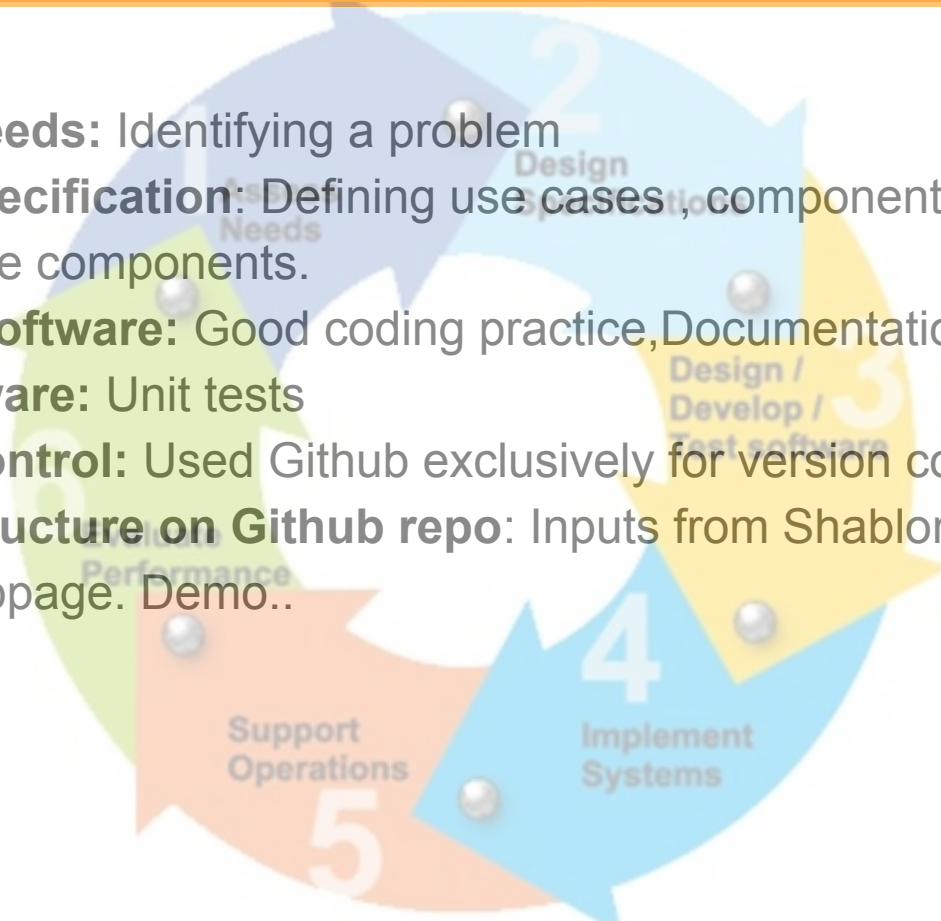 eeds: Identifying a problem
ecification: Defining use cases , component
e components.
oftware: Good coding practice,Documentatio
are: Unit tests
ontrol: Used Github exclusively for version co
ucture on Github repo: Inputs from Shablon
page. Demo..
1
Assess
Needs
2
Design
Specifications
3
Design /
Develop /
Test software
4
Implement
Systems
5
Support
Operations
6
Evaluate
Performance